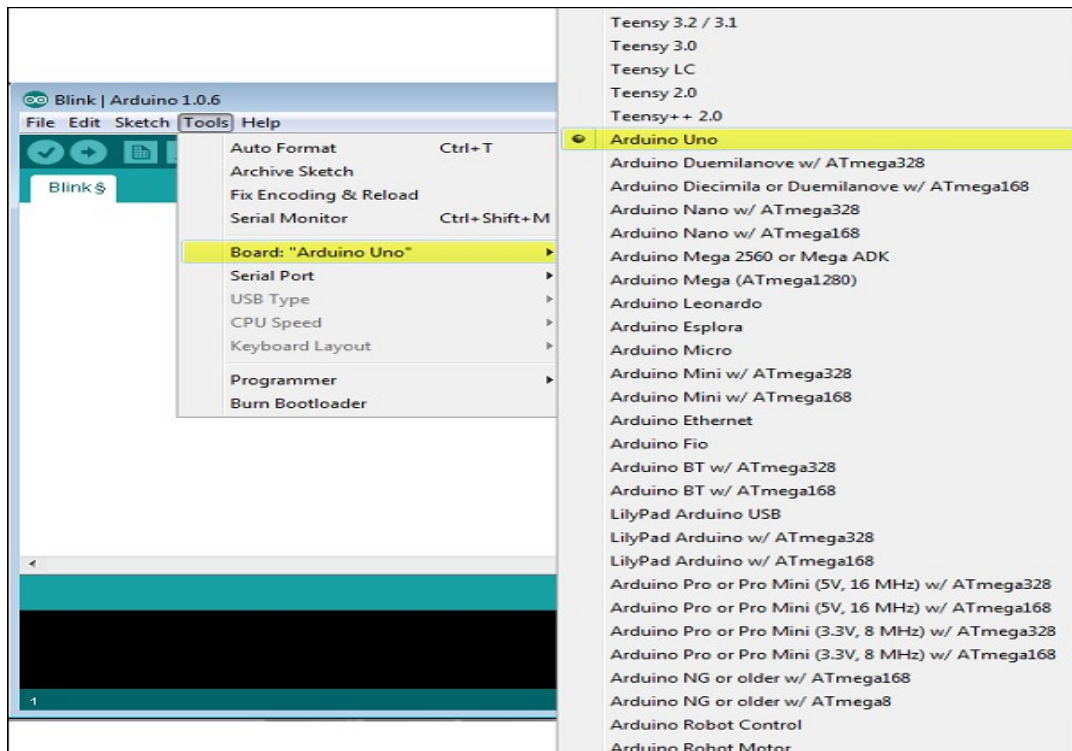 Blink | Arduino 1.0.6
File Edit Sketch Tools Help
Blink §
Auto Format Ctrl+T
Archive Sketch
Fix Encoding & Reload
Serial Monitor Ctrl+Shift+M
Board: "Arduino Uno"
Serial Port
USB Type
CPU Speed
Keyboard Layout
Programmer
Burn Bootloader
1
Teensy 3.2 / 3.1
Teensy 3.0
Teensy LC
Teensy 2.0
Teensy++ 2.0
Arduino Uno
Arduino Duemilanove w/ ATmega328
Arduino Diecimila or Duemilanove w/ ATmega168
Arduino Nano w/ ATmega328
Arduino Nano w/ ATmega168
Arduino Mega 2560 or Mega ADK
Arduino Mega (ATmega1280)
Arduino Leonardo
Arduino Esplora
Arduino Micro
Arduino Mini w/ ATmega328
Arduino Mini w/ ATmega168
Arduino Ethernet
Arduino Fio
Arduino BT w/ ATmega328
Arduino BT w/ ATmega168
LilyPad Arduino USB
LilyPad Arduino w/ ATmega328
LilyPad Arduino w/ ATmega168
Arduino Pro or Pro Mini (5V, 16 MHz) w/ ATmega328
Arduino Pro or Pro Mini (5V, 16 MHz) w/ ATmega168
Arduino Pro or Pro Mini (3.3V, 8 MHz) w/ ATmega328
Arduino Pro or Pro Mini (3.3V, 8 MHz) w/ ATmega168
Arduino NG or older w/ ATmega168
Arduino NG or older w/ ATmega8
Arduino Robot Control
Arduino Robot Motor